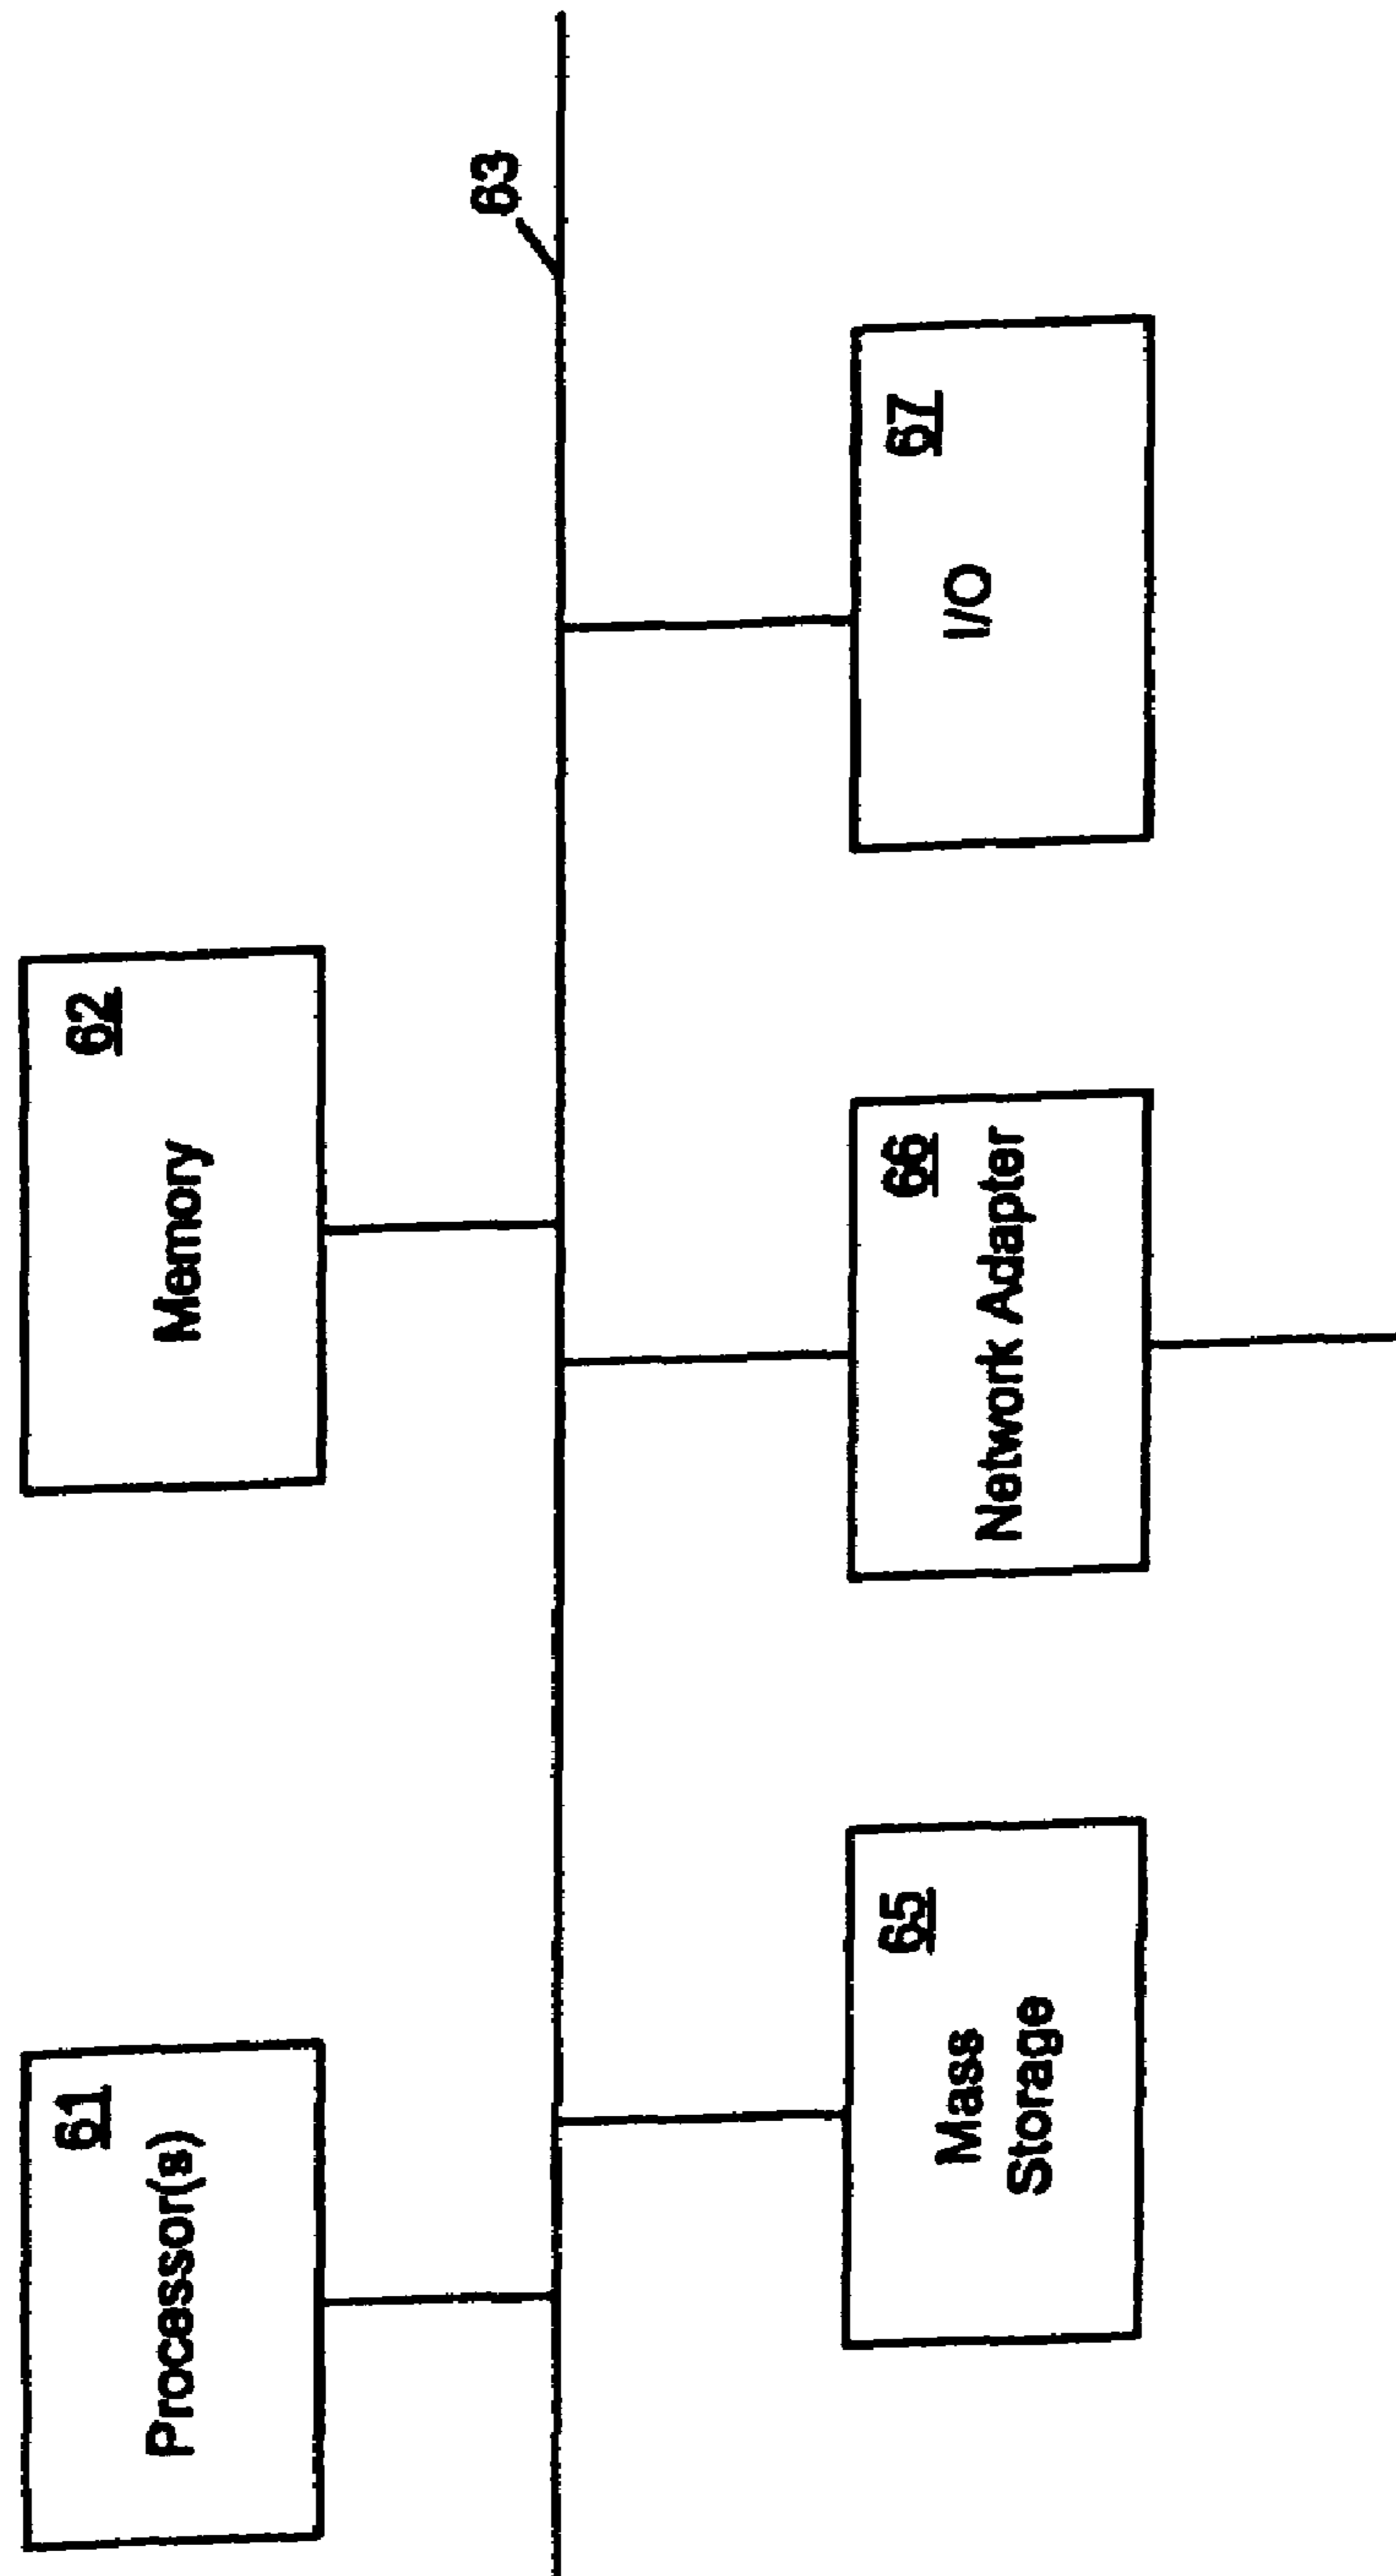 61
Processor(s)
62
Memory
63
65
Mass
Storage
66
Network Adapter
67
I/O